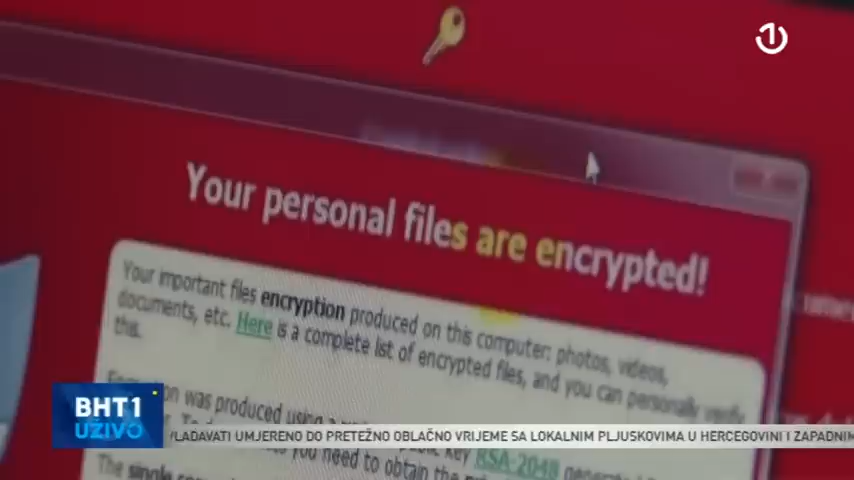 Your personal files are encrypted!
Your important files encryption produced on this computer: photos, videos,
documents, etc. Here is a complete list of encrypted files, and you can personally verify
this.
was produced using a
key RSA-2048 generated
you need to obtain the
The single
BHT1
UŽIVO
VLADAVATI UMJERENO DO PRETEŽNO OBLAČNO VRIJEME SA LOKALNIM PLJUSKOVIMA U HERCEGOVINI I ZAPADNIM